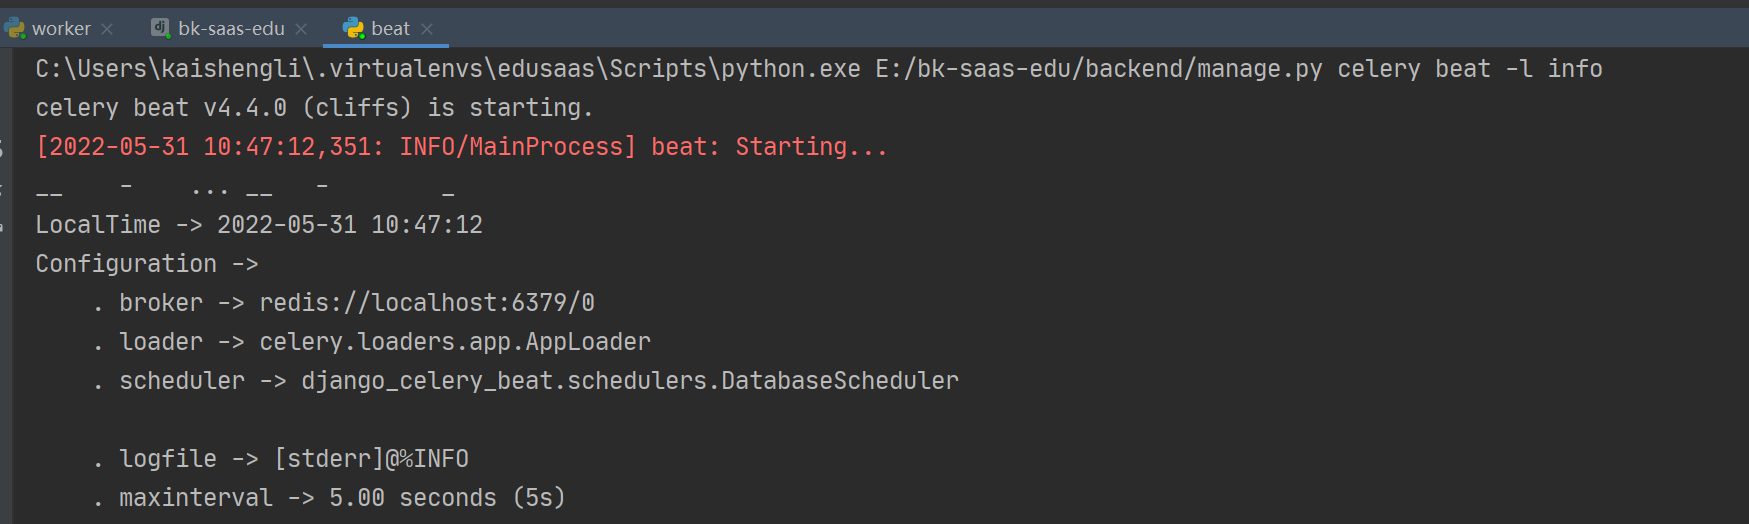 worker
bk-saas-edu
beat
C:\Users\kaishengli\.virtualenvs\edusaas\Scripts\python.exe E:/bk-saas-edu/backend/manage.py celery beat -l info
celery beat v4.4.0 (cliffs) is starting.
[2022-05-31 10:47:12,351: INFO/MainProcess] beat: Starting...
__    -    ... __   -        _
LocalTime -> 2022-05-31 10:47:12
Configuration ->
    . broker -> redis://localhost:6379/0
    . loader -> celery.loaders.app.AppLoader
    . scheduler -> django_celery_beat.schedulers.DatabaseScheduler
    . logfile -> [stderr]@%INFO
    . maxinterval -> 5.00 seconds (5s)